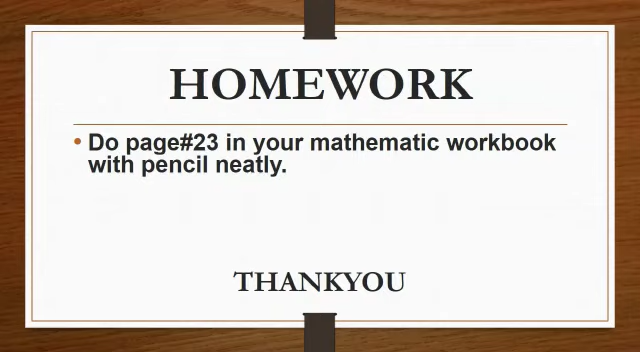 HOMEWORK
• Do page#23 in your mathematic workbook
with pencil neatly.
THANKYOU